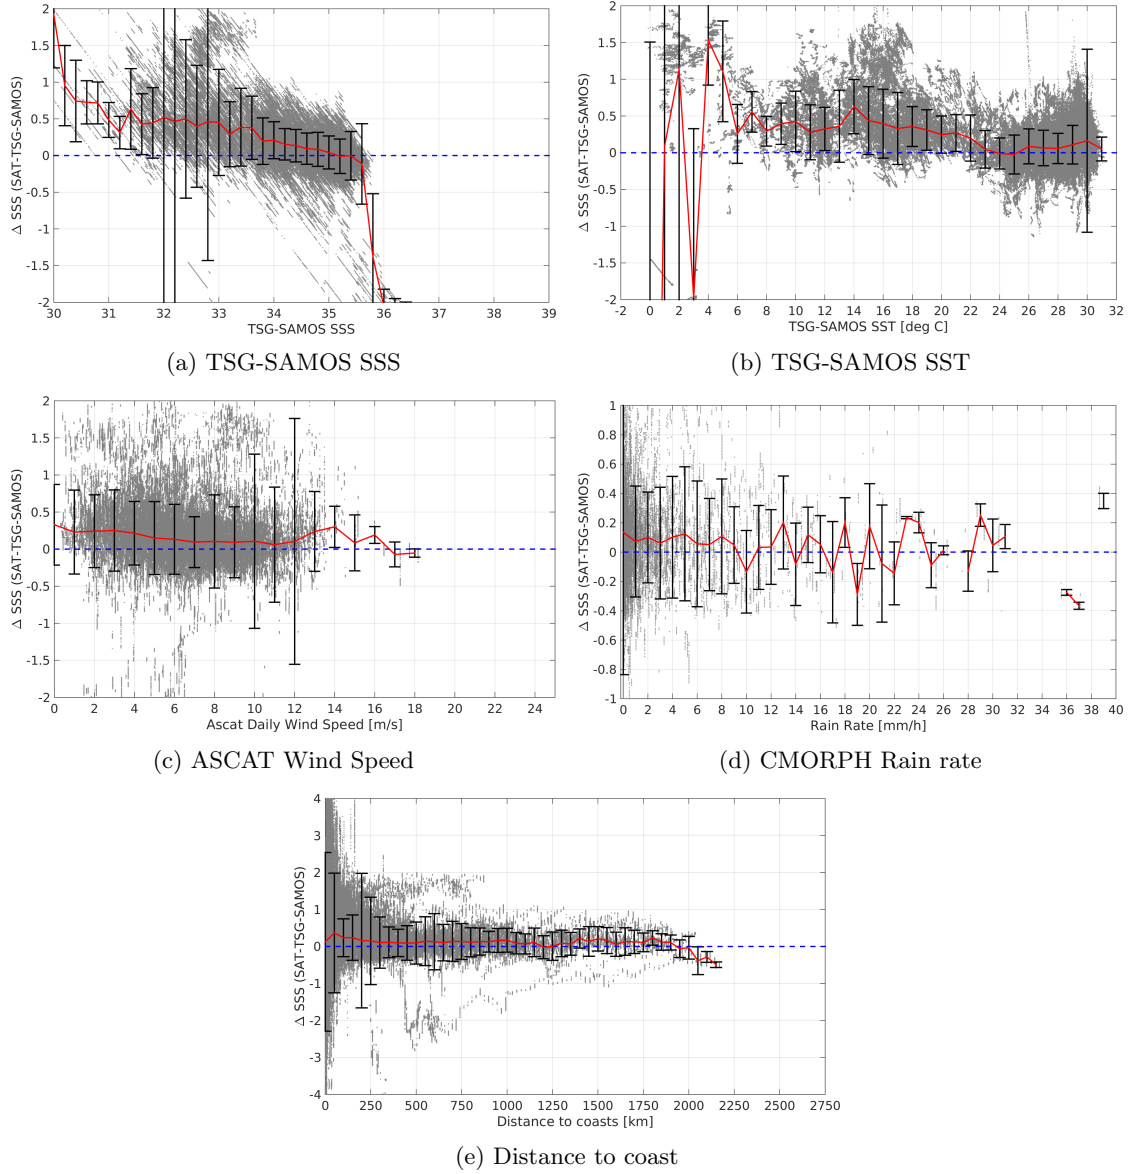 Δ SSS (SAT-TSG-SAMOS)
2
1.5
1
0.5
0
-0.5
-1
-1.5
-2
30 31 32 33 34 35 36 37 38 39
TSG-SAMOS SSS
(a) TSG-SAMOS SSS
Δ SSS (SAT-TSG-SAMOS)
2
1.5
1
0.5
0
-0.5
-1
-1.5
-2
-2 0 2 4 6 8 10 12 14 16 18 20 22 24 26 28 30 32
TSG-SAMOS SST [deg C]
(b) TSG-SAMOS SST
Δ SSS (SAT-TSG-SAMOS)
2
1.5
1
0.5
0
-0.5
-1
-1.5
-2
0 2 4 6 8 10 12 14 16 18 20 22 24
Ascat Daily Wind Speed [m/s]
(c) ASCAT Wind Speed
Δ SSS (SAT-TSG-SAMOS)
1
0.8
0.6
0.4
0.2
0
-0.2
-0.4
-0.6
-0.8
-1
0 2 4 6 8 10 12 14 16 18 20 22 24 26 28 30 32 34 36 38 40
Rain Rate [mm/h]
(d) CMORPH Rain rate
Δ SSS (SAT-TSG-SAMOS)
4
3
2
1
0
-1
-2
-3
-4
0 250 500 750 1000 1250 1500 1750 2000 2250 2500 2750
Distance to coasts [km]
(e) Distance to coast